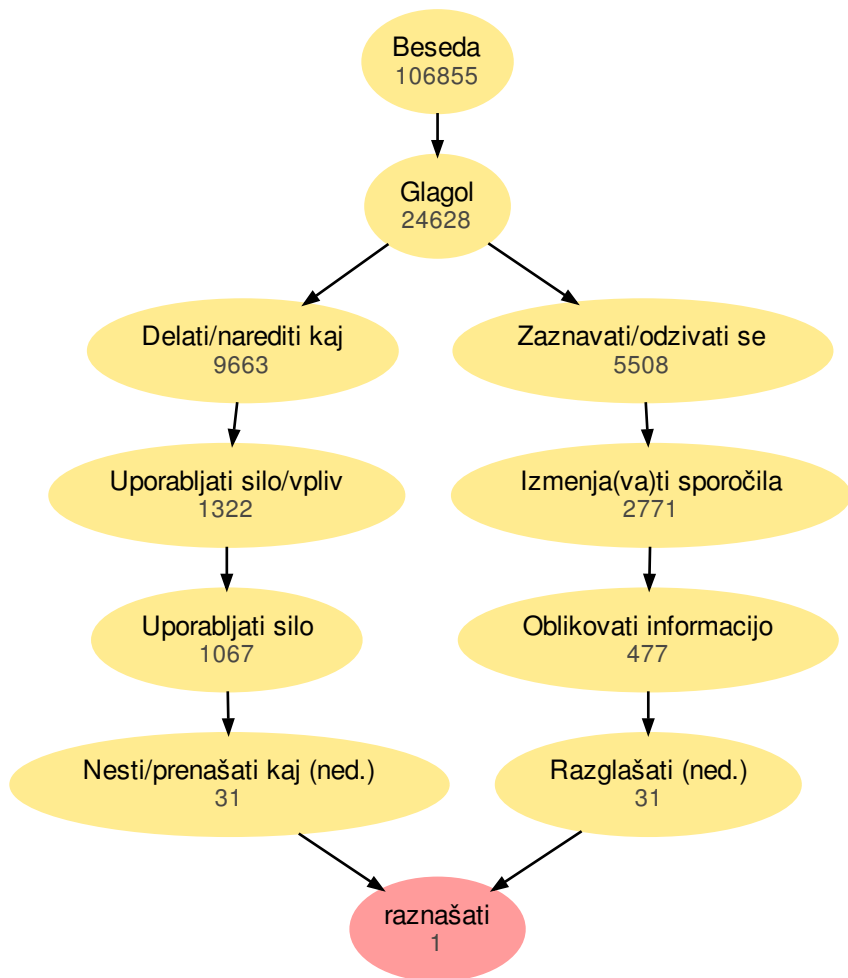 Beseda
106855
Glagol
24628
Delati/narediti kaj
9663
Zaznavati/odzivati se
5508
Uporabljati silo/vpliv
1322
Izmenja(va)ti sporočila
2771
Uporabljati silo
1067
Oblikovati informacijo
477
Nesti/prenašati kaj (ned.)
31
Razglašati (ned.)
31
raznašati
1